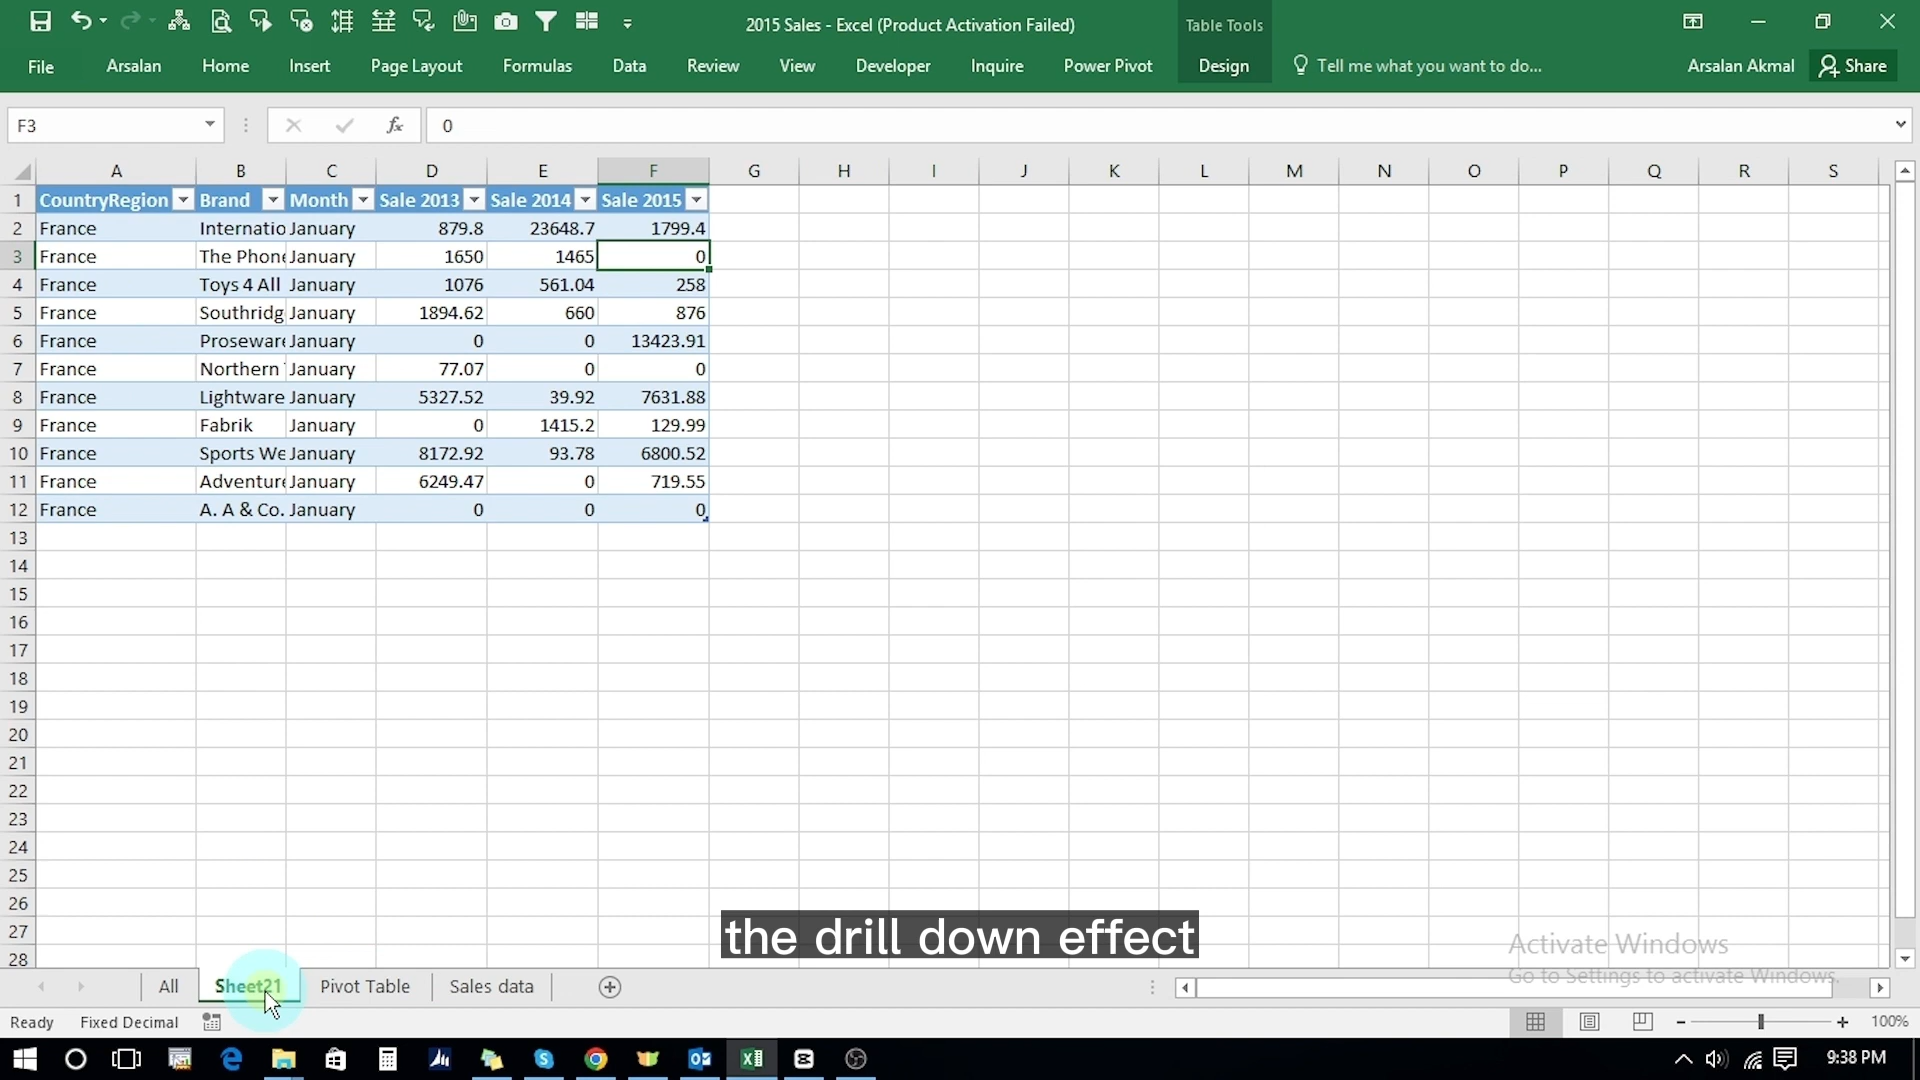 2015 Sales - Excel (Product Activation Failed)
Table Tools
File Arsalan Home Insert Page Layout Formulas Data Review View Developer Inquire Power Pivot Design Tell me what you want to do... Arsalan Akmal Share
F3 fx 0
A B C D E F G H I J K L M N O P Q R S
1 CountryRegion Brand Month Sale 2013 Sale 2014 Sale 2015
2 France Internatio January 879.8 23648.7 1799.4
3 France The Phone January 1650 1465 0
4 France Toys 4 All January 1076 561.04 258
5 France Southridg January 1894.62 660 876
6 France Proseware January 0 0 13423.91
7 France Northern January 77.07 0 0
8 France Lightware January 5327.52 39.92 7631.88
9 France Fabrik January 0 1415.2 129.99
10 France Sports We January 8172.92 93.78 6800.52
11 France Adventure January 6249.47 0 719.55
12 France A. A & Co. January 0 0 0
13
14
15
16
17
18
19
20
21
22
23
24
25
26
27
28
the drill down effect
Activate Windows
Go to Settings to activate Windows.
All Sheet21 Pivot Table Sales data
Ready Fixed Decimal 100%
9:38 PM